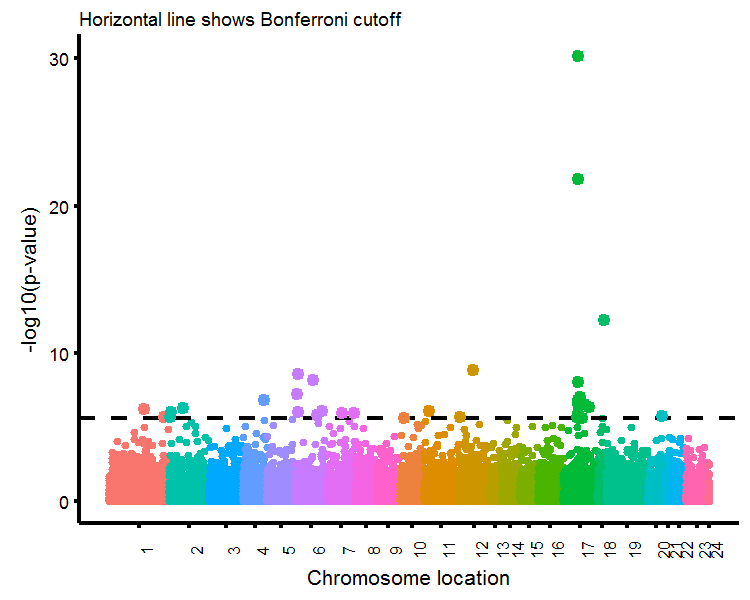 Horizontal line shows Bonferroni cutoff
30
20
10
0
-log10(p-value)
1 2 3 4 5 6 7 8 9 10 11 12 13 14 15 16 17 18 19 20 21 22 23 24
Chromosome location